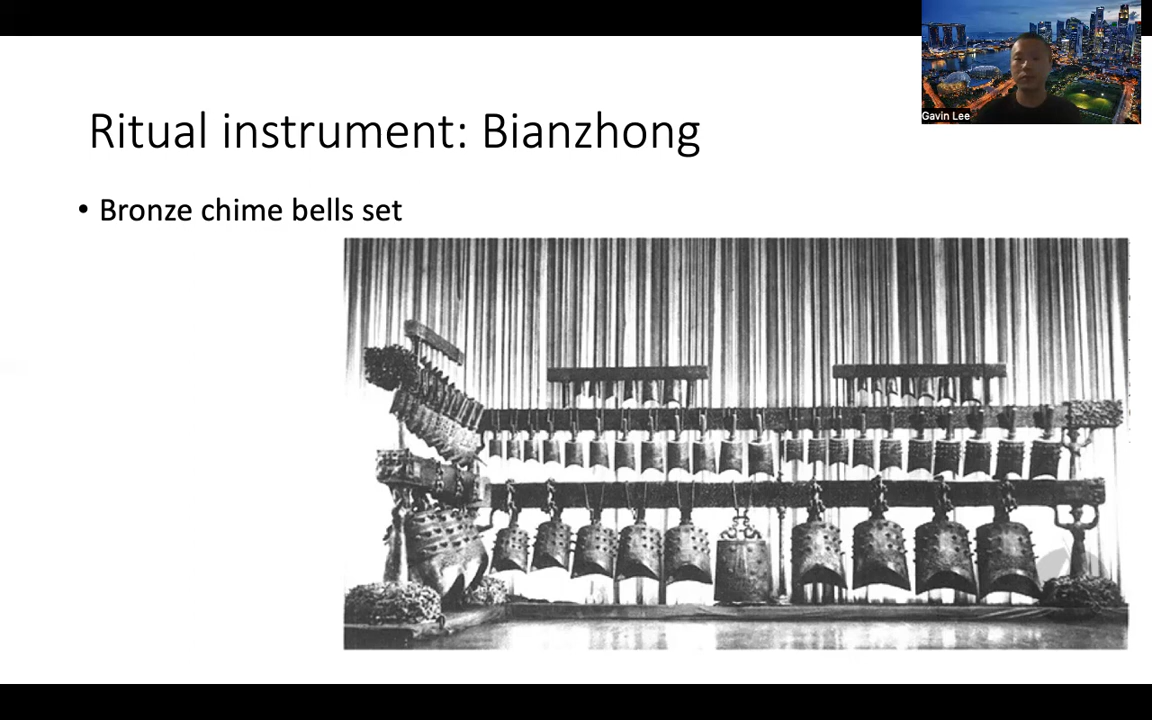 Ritual instrument: Bianzhong
• Bronze chime bells set
Gavin Lee